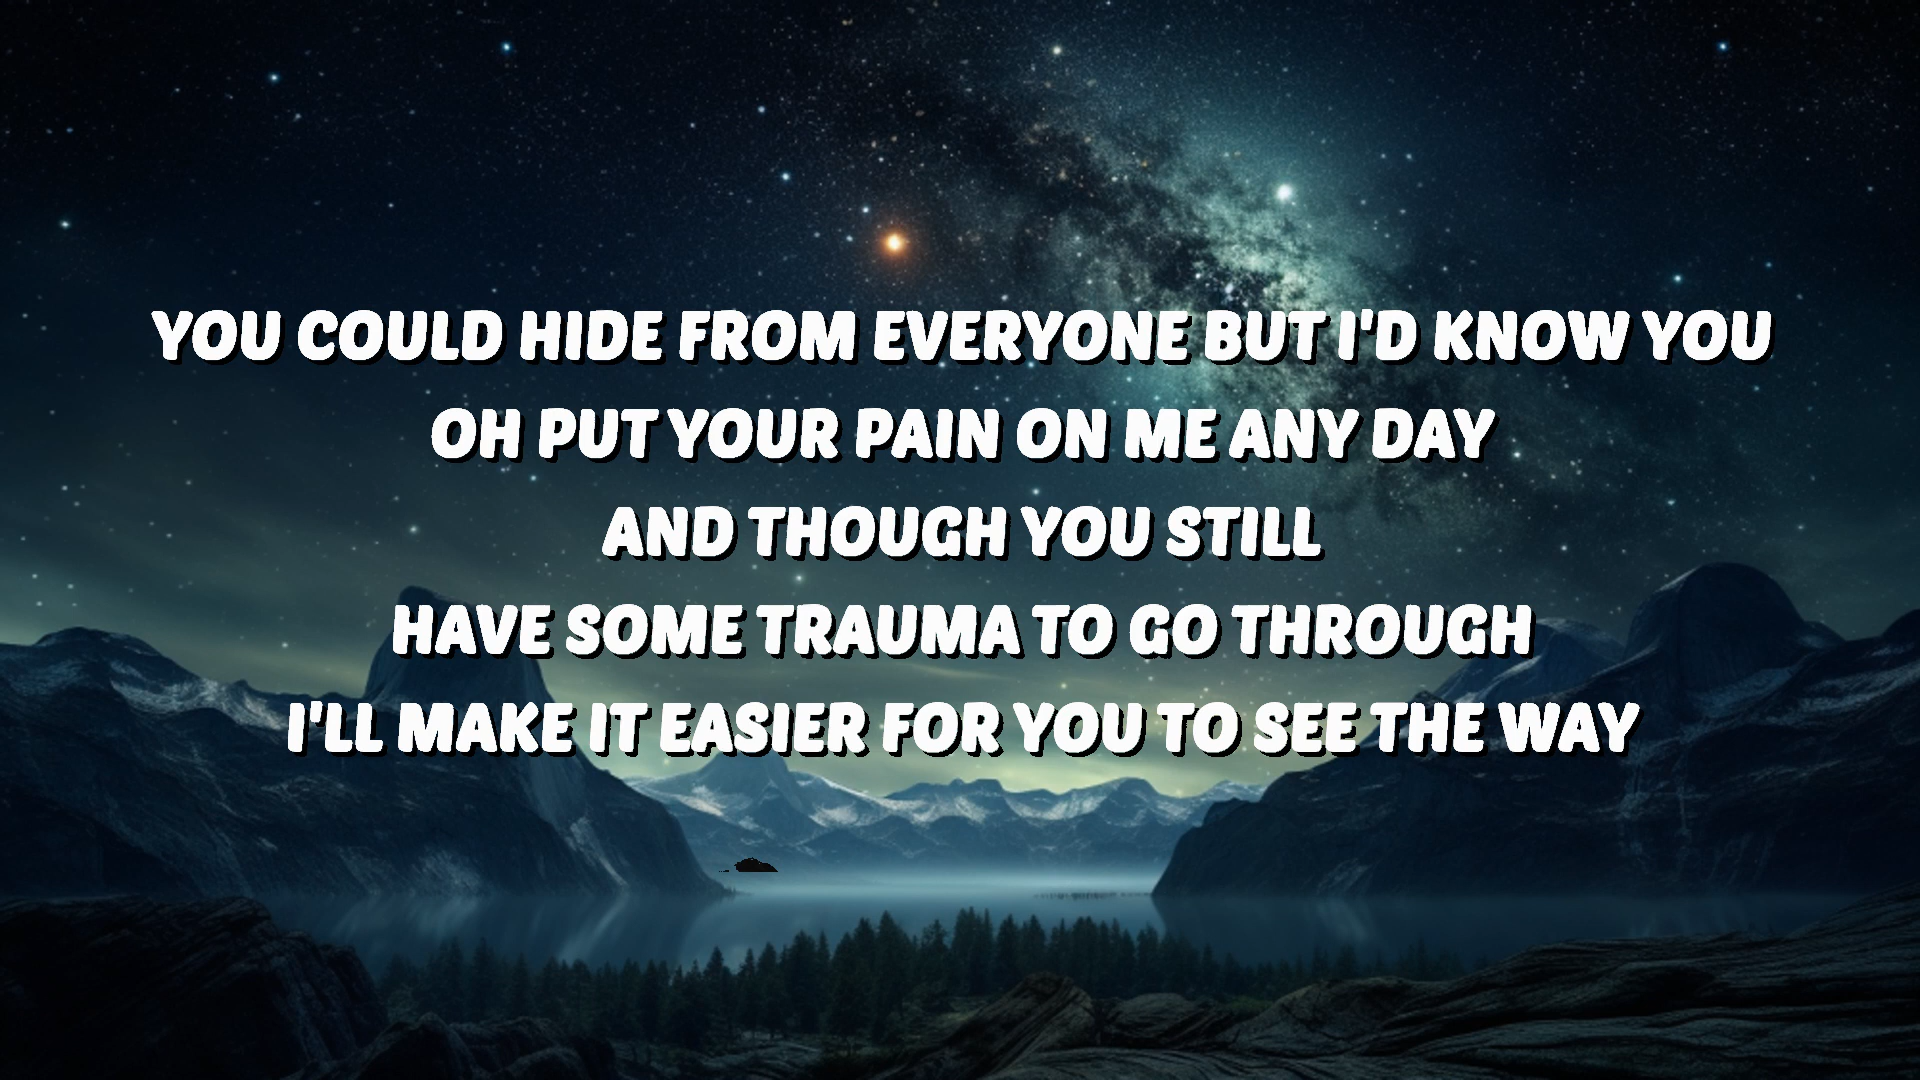 YOU COULD HIDE FROM EVERYONE BUT I'D KNOW YOU
OH PUT YOUR PAIN ON ME ANY DAY
AND THOUGH YOU STILL
HAVE SOME TRAUMA TO GO THROUGH
I'LL MAKE IT EASIER FOR YOU TO SEE THE WAY